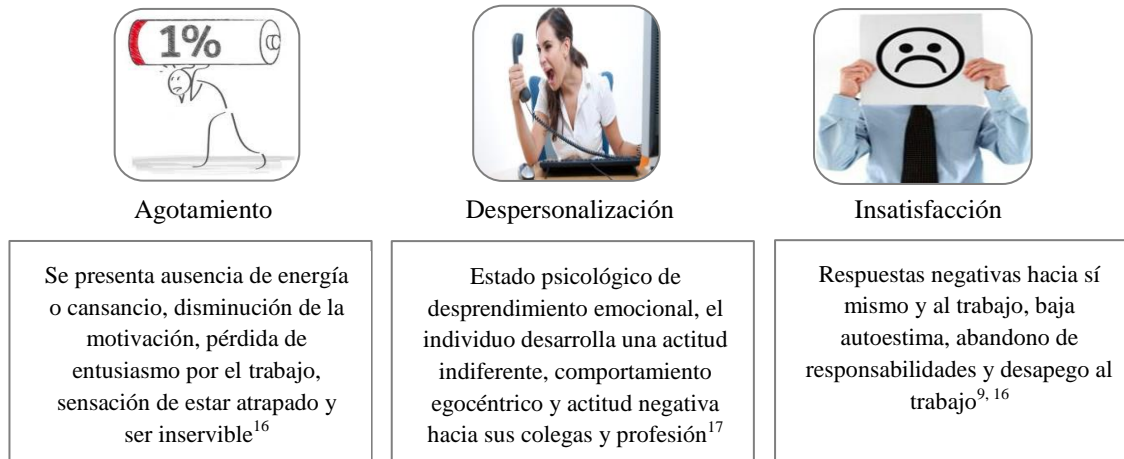 1%
Agotamiento
Despersonalización
Insatisfacción
Se presenta ausencia de energía
o cansancio, disminución de la
motivación, pérdida de
entusiasmo por el trabajo,
sensación de estar atrapado y
ser inservible16
Estado psicológico de
desprendimiento emocional, el
individuo desarrolla una actitud
indiferente, comportamiento
egocéntrico y actitud negativa
hacia sus colegas y profesión17
Respuestas negativas hacia sí
mismo y al trabajo, baja
autoestima, abandono de
responsabilidades y desapego al
trabajo9, 16